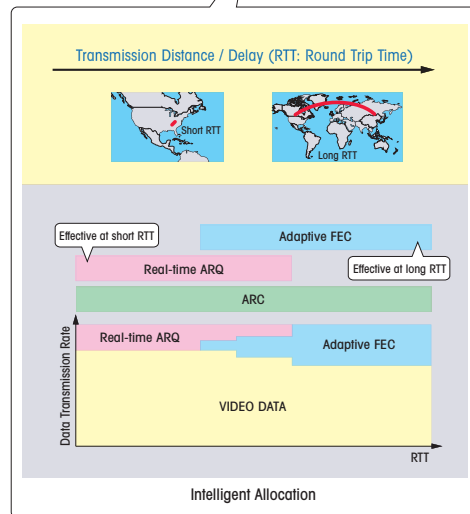 Transmission Distance / Delay (RTT: Round Trip Time)
Short RTT
Long RTT
Effective at short RTT
Adaptive FEC
Real-time ARQ
Effective at long RTT
ARC
Real-time ARQ
Adaptive FEC
Data Transmission Rate
VIDEO DATA
RTT
Intelligent Allocation